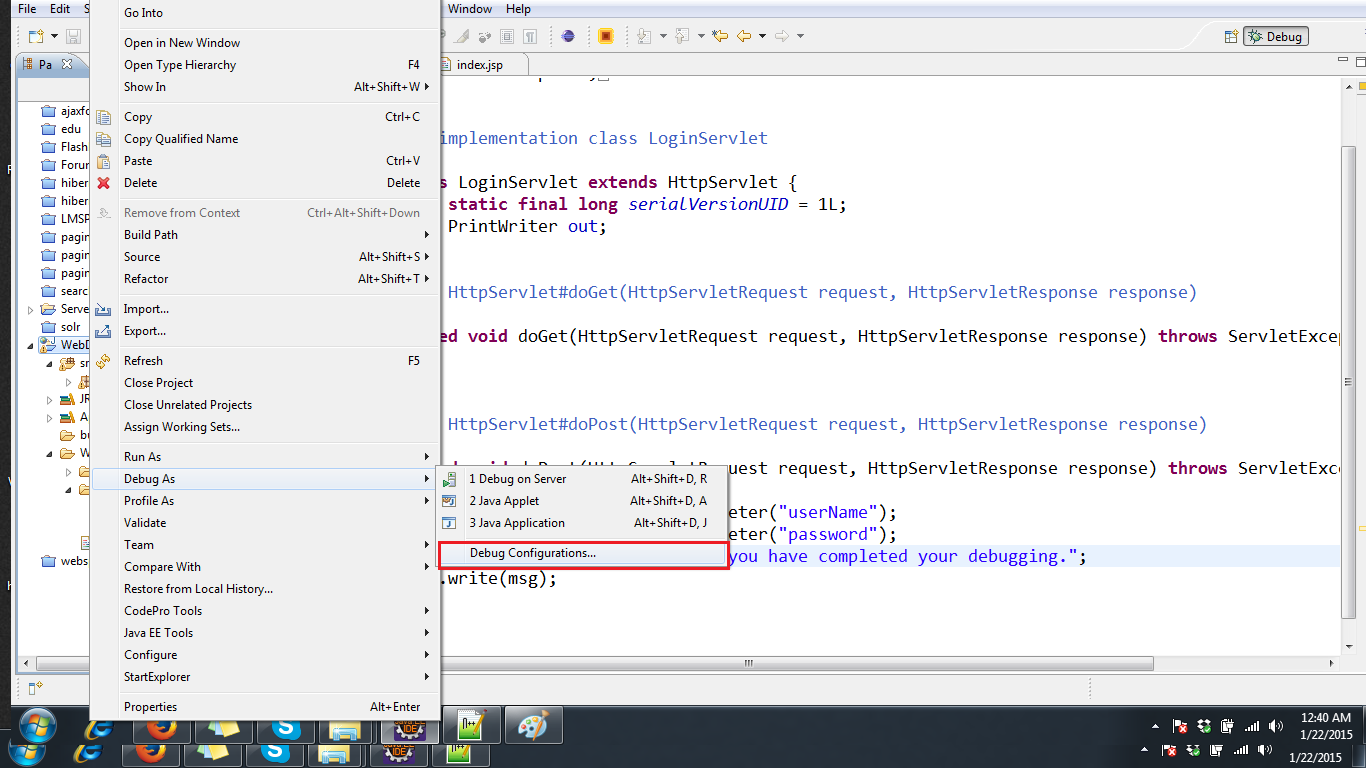 File Edit Window Help
Debug
Pa
index.jsp
ajaxfo
edu
Flash
Forur
hiber
hiber
LMSP
pagin
pagin
pagin
searc
Serve
solr
WebD
sr
JR
A
bu
W
webs
Go Into
Open in New Window
Open Type Hierarchy F4
Show In Alt+Shift+W
Copy Ctrl+C
Copy Qualified Name
Paste Ctrl+V
Delete Delete
Remove from Context Ctrl+Alt+Shift+Down
Build Path
Source Alt+Shift+S
Refactor Alt+Shift+T
Import...
Export...
Refresh F5
Close Project
Close Unrelated Projects
Assign Working Sets...
Run As
Debug As
Profile As
Validate
Team
Compare With
Restore from Local History...
CodePro Tools
Java EE Tools
Configure
StartExplorer
Properties Alt+Enter
1 Debug on Server Alt+Shift+D, R
2 Java Applet Alt+Shift+D, A
3 Java Application Alt+Shift+D, J
Debug Configurations...
implementation class LoginServlet
s LoginServlet extends HttpServlet {
static final long serialVersionUID = 1L;
PrintWriter out;
HttpServlet#doGet(HttpServletRequest request, HttpServletResponse response)
ed void doGet(HttpServletRequest request, HttpServletResponse response) throws ServletExce
HttpServlet#doPost(HttpServletRequest request, HttpServletResponse response)
quest request, HttpServletResponse response) throws ServletExce
eter("userName");
eter("password");
you have completed your debugging.";
.write(msg);
12:40 AM
1/22/2015
1/22/2015